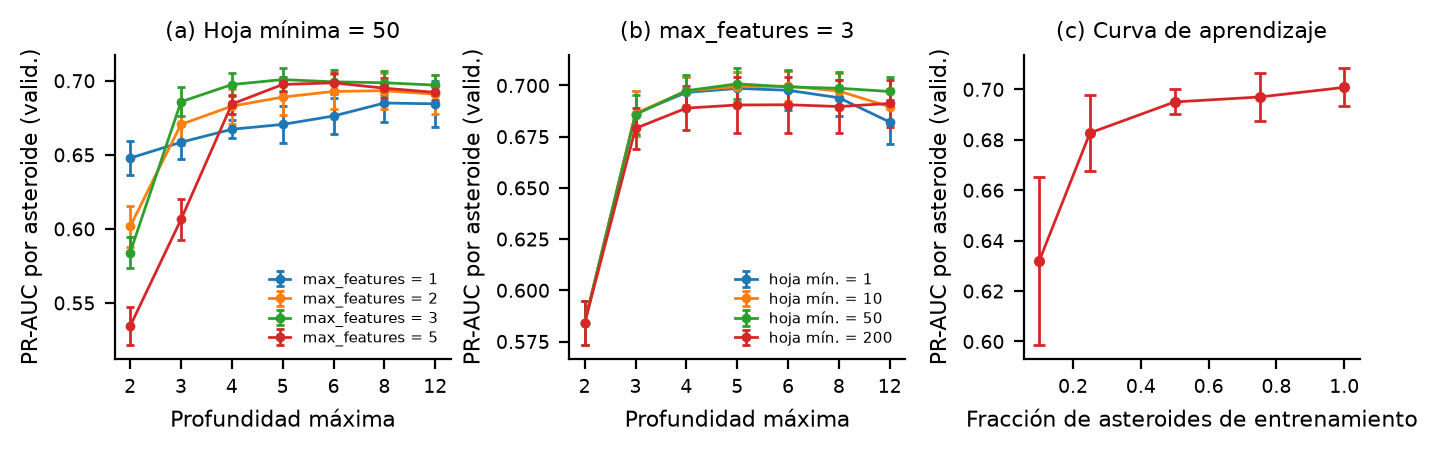 (a) Hoja mínima = 50
PR-AUC por asteroide (valid.)
0.70
0.65
0.60
0.55
max_features = 1
max_features = 2
max_features = 3
max_features = 5
2 3 4 5 6 8 12
Profundidad máxima
(b) max_features = 3
PR-AUC por asteroide (valid.)
0.700
0.675
0.650
0.625
0.600
0.575
hoja mín. = 1
hoja mín. = 10
hoja mín. = 50
hoja mín. = 200
2 3 4 5 6 8 12
Profundidad máxima
(c) Curva de aprendizaje
PR-AUC por asteroide (valid.)
0.70
0.68
0.66
0.64
0.62
0.60
0.2 0.4 0.6 0.8 1.0
Fracción de asteroides de entrenamiento